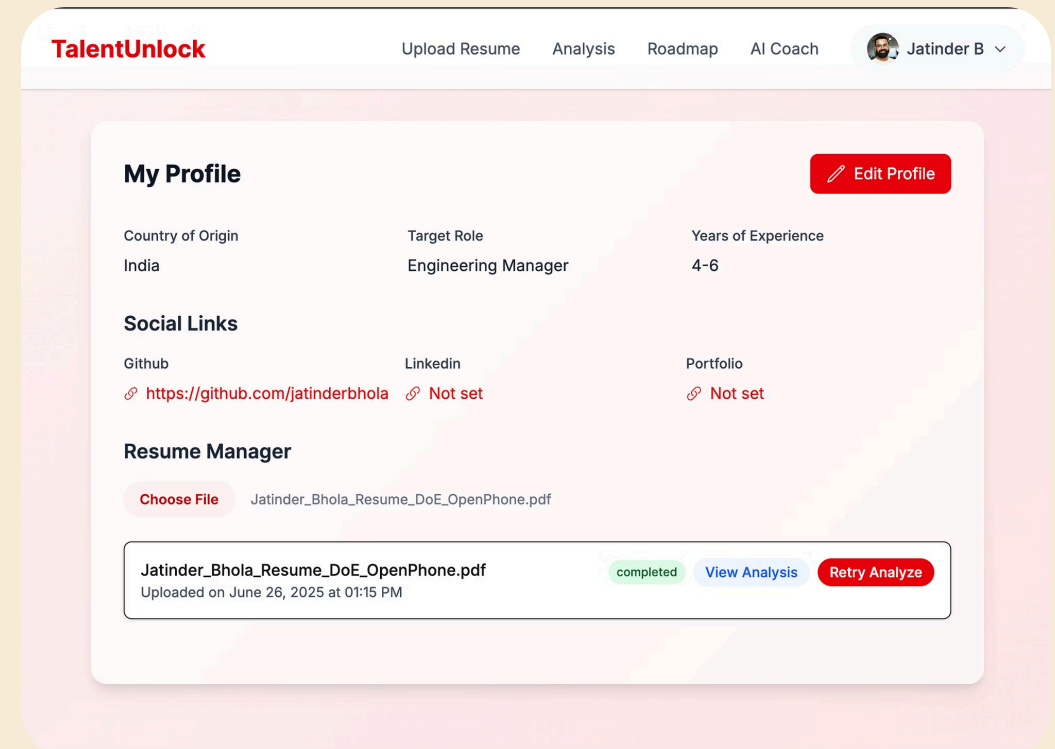 TalentUnlock Upload Resume Analysis Roadmap AI Coach Jatinder B
My Profile Edit Profile
Country of Origin Target Role Years of Experience
India Engineering Manager 4-6
Social Links
Github Linkedin Portfolio
https://github.com/jatinderbhola Not set Not set
Resume Manager
Choose File Jatinder_Bhola_Resume_DoE_OpenPhone.pdf
Jatinder_Bhola_Resume_DoE_OpenPhone.pdf completed View Analysis Retry Analyze
Uploaded on June 26, 2025 at 01:15 PM